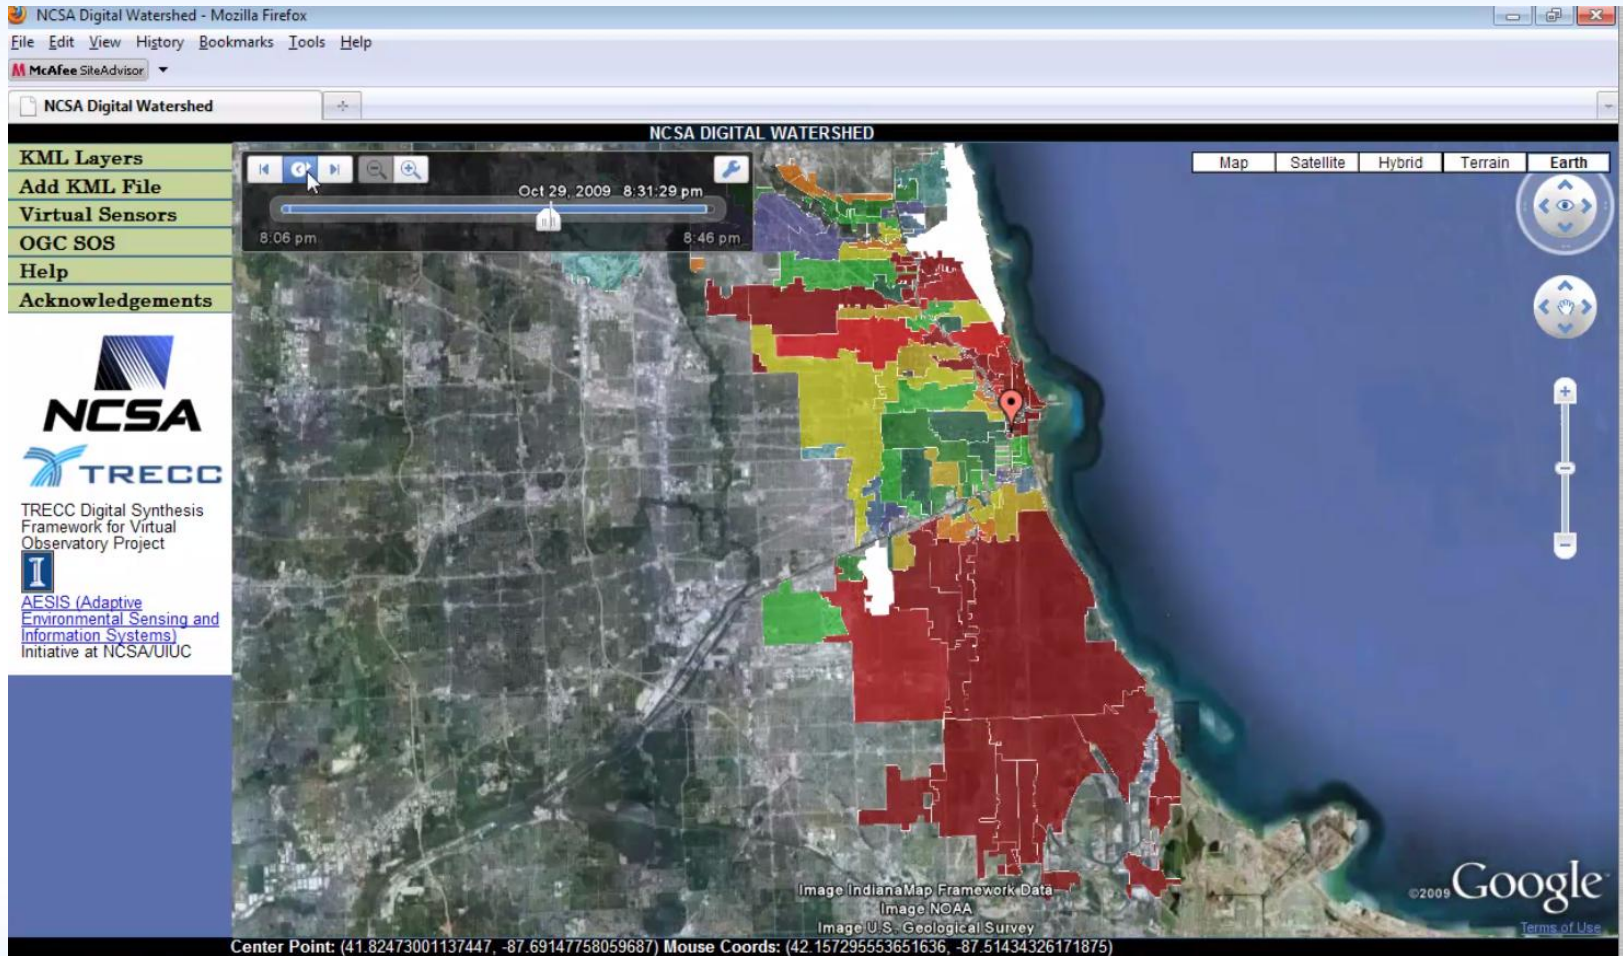 NCSA Digital Watershed - Mozilla Firefox
File Edit View History Bookmarks Tools Help
McAfee SiteAdvisor
NCSA Digital Watershed
NCSA DIGITAL WATERSHED
KML Layers
Add KML File
Virtual Sensors
OGC SOS
Help
Acknowledgements
NCSA
TRECC
TRECC Digital Synthesis
Framework for Virtual
Observatory Project
I
AESIS (Adaptive
Environmental Sensing and
Information Systems)
Initiative at NCSA/UIUC
Oct 29, 2009 8:31:29 pm
8:06 pm 8:46 pm
Map Satellite Hybrid Terrain Earth
Image IndianaMap Framework Data
Image NOAA
Image U.S. Geological Survey
©2009 Google
Terms of Use
Center Point: (41.82473001137447, -87.69147758059687) Mouse Coords: (42.157295553651636, -87.51434326171875)